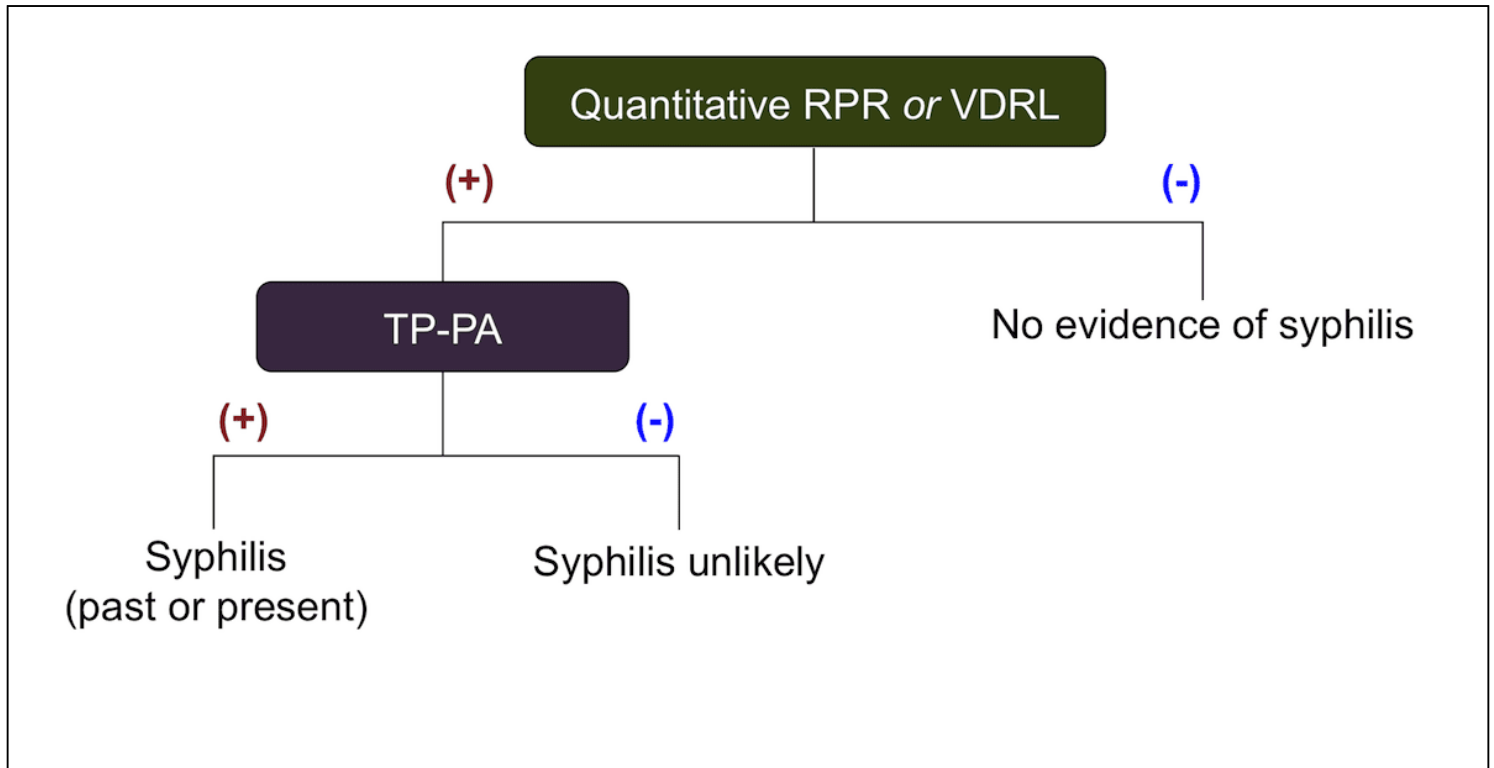 Quantitative RPR or VDRL
(+)
(-)
TP-PA
No evidence of syphilis
(+)
(-)
Syphilis
(past or present)
Syphilis unlikely